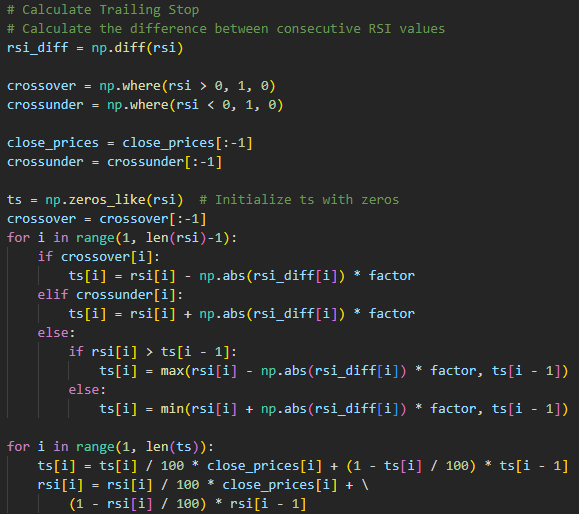 # Calculate Trailing Stop
# Calculate the difference between consecutive RSI values
rsi_diff = np.diff(rsi)
crossover = np.where(rsi > 0, 1, 0)
crossunder = np.where(rsi < 0, 1, 0)
close_prices = close_prices[:-1]
crossunder = crossunder[:-1]
ts = np.zeros_like(rsi)  # Initialize ts with zeros
crossover = crossover[:-1]
for i in range(1, len(rsi)-1):
    if crossover[i]:
        ts[i] = rsi[i] - np.abs(rsi_diff[i]) * factor
    elif crossunder[i]:
        ts[i] = rsi[i] + np.abs(rsi_diff[i]) * factor
    else:
        if rsi[i] > ts[i - 1]:
            ts[i] = max(rsi[i] - np.abs(rsi_diff[i]) * factor, ts[i - 1])
        else:
            ts[i] = min(rsi[i] + np.abs(rsi_diff[i]) * factor, ts[i - 1])
for i in range(1, len(ts)):
    ts[i] = ts[i] / 100 * close_prices[i] + (1 - ts[i] / 100) * ts[i - 1]
    rsi[i] = rsi[i] / 100 * close_prices[i] + \
        (1 - rsi[i] / 100) * rsi[i - 1]